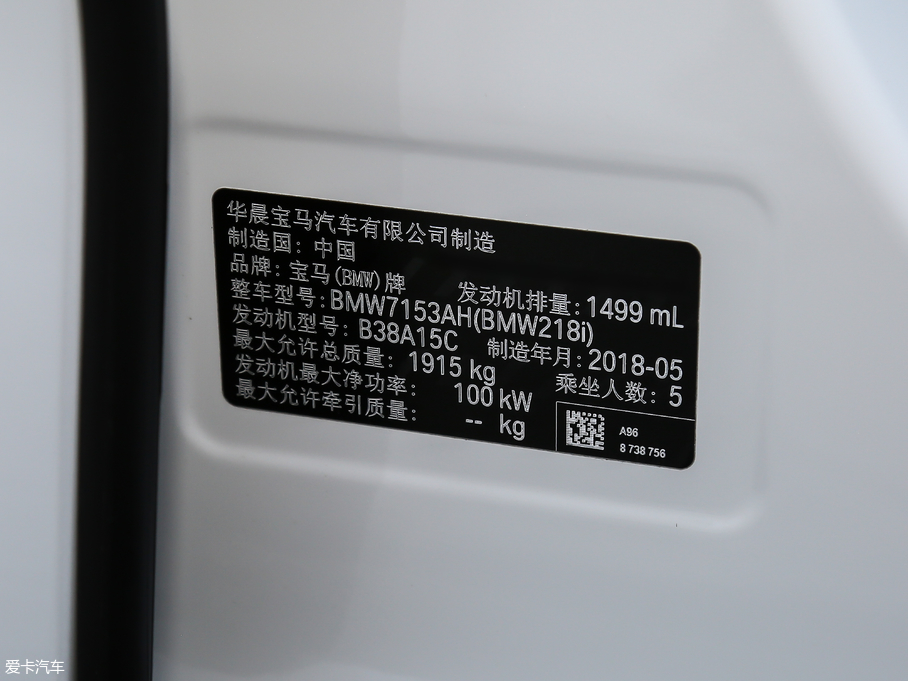 华晨宝马汽车有限公司制造
制造国：中国
品牌：宝马(BMW)牌 发动机排量：1499 mL
整车型号：BMW7153AH(BMW218i)
发动机型号：B38A15C 制造年月：2018-05
最大允许总质量：1915 kg 乘坐人数：5
发动机最大净功率：100 kW
最大允许牵引质量：-- kg
A96
8 738 756
爱卡汽车